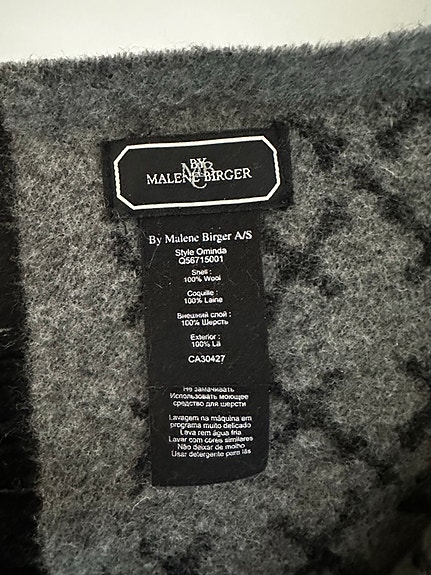 BY
MALENE BIRGER
By Malene Birger A/S
Style Ominda
Q56715001
Shell :
100% Wool
Coquille :
100% Laine
Внешний слой :
100% Шерсть
Exterior :
100% Lã
CA30427
Не замачивать
Использовать моющее
средство для шерсти
Lavagem na máquina em
programa muito delicado
Leva rem água fria
Lavar com cores similares
Não deixar de molho
Usar detergente para lãs